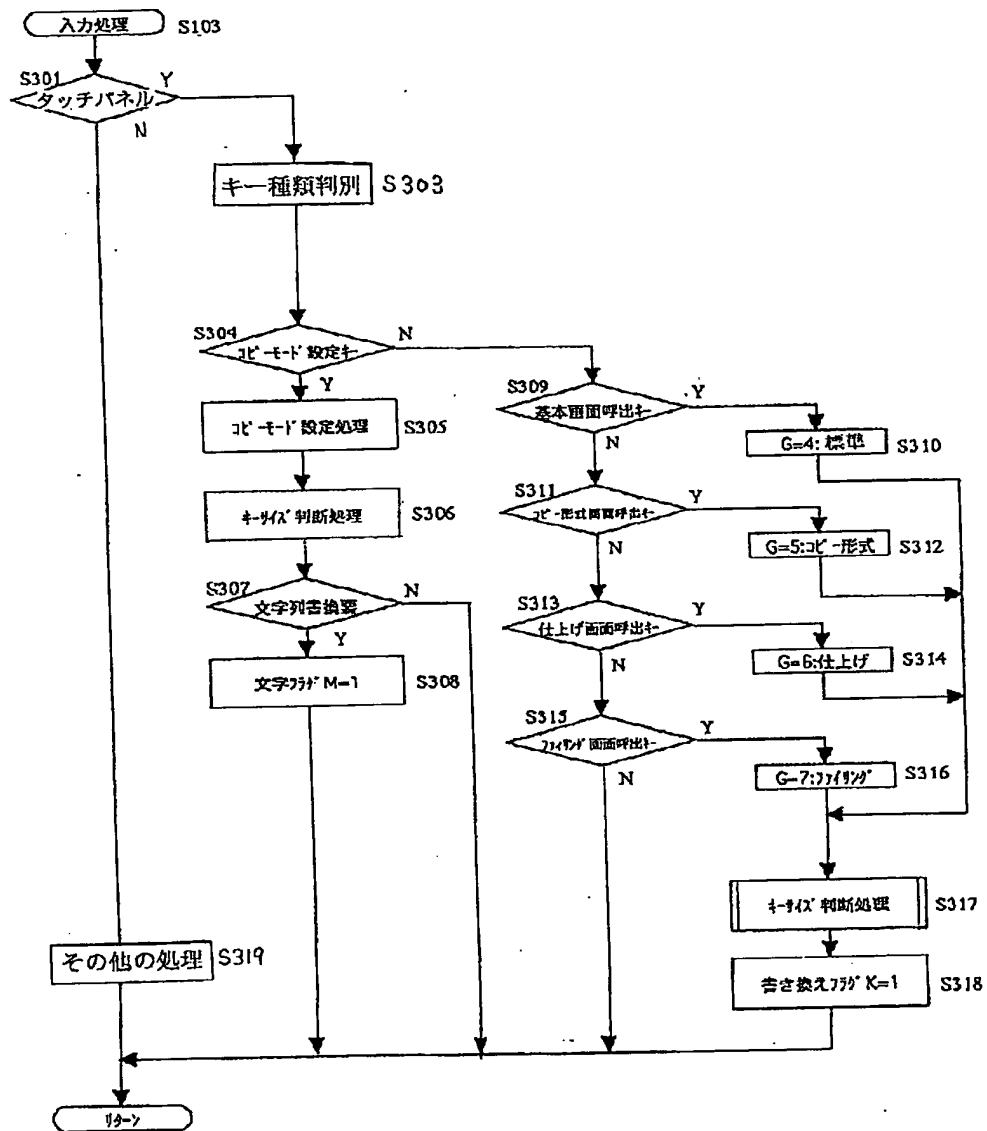 入力処理 S103
S301 Y
タッチパネル
N
キー種類判別 S303
S304 N
コピーモード設定キー
Y
コピーモード設定処理 S305
キーサイズ判断処理 S306
S307 N
文字列書換要
Y
文字フラグM=1 S308
S309 Y
基本画面呼出キー
N
G=4:標準 S310
S311 Y
コピー形式画面呼出キー
N
G=5:コピー形式 S312
S313 Y
仕上げ画面呼出キー
N
G=6:仕上げ S314
S315 Y
ファイリング画面呼出キー
N
G=7:ファイリング S316
キーサイズ判断処理 S317
書き換えフラグK=1 S318
その他の処理 S319
リターン